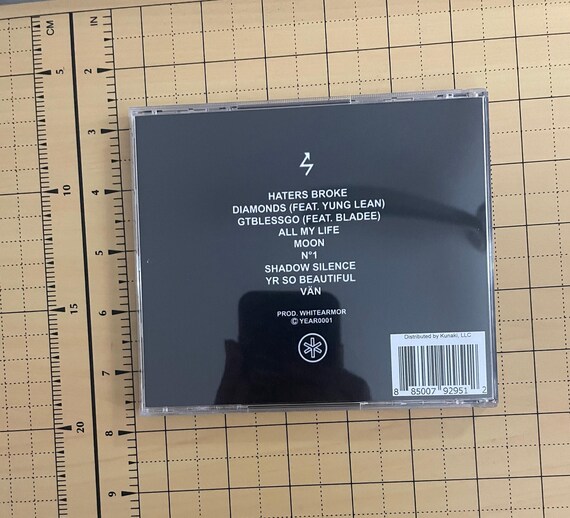 CM
IN
5
10
15
20
2
3
4
5
6
7
8
9
HATERS BROKE
DIAMONDS (FEAT. YUNG LEAN)
GTBLESSGO (FEAT. BLADEE)
ALL MY LIFE
MOON
N°1
SHADOW SILENCE
YR SO BEAUTIFUL
VÄN
PROD. WHITEARMOR
© YEAR0001
Distributed by Kunaki, LLC
8 85007 92951 2